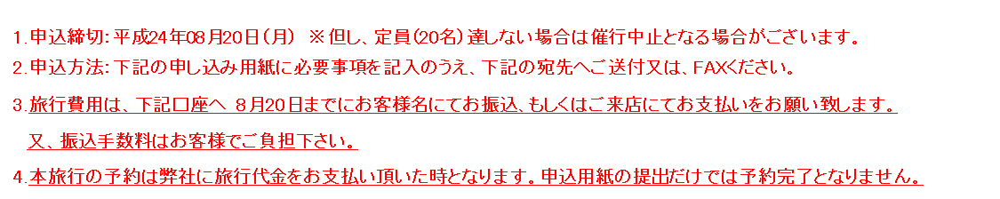 1.申込締切：平成24年08月20日（月）　※但し、定員（20名）達しない場合は催行中止となる場合がございます。
2.申込方法：下記の申し込み用紙に必要事項を記入のうえ、下記の宛先へご送付又は、FAXください。
3.旅行費用は、下記口座へ ８月20日までにお客様名にてお振込、もしくはご来店にてお支払いをお願い致します。
又、振込手数料はお客様でご負担下さい。
4.本旅行の予約は弊社に旅行代金をお支払い頂いた時となります。申込用紙の提出だけでは予約完了となりません。